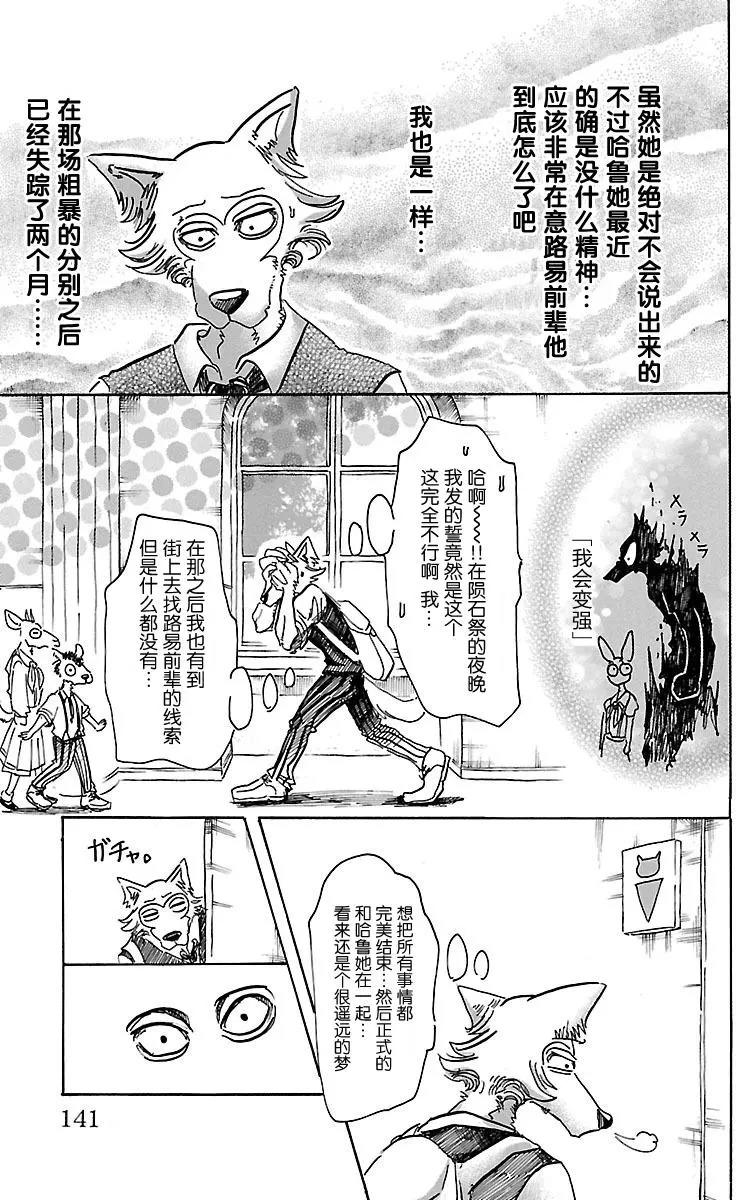 虽然她是绝对不会说出来的
不过哈鲁她最近
的确是没什么精神…
应该非常在意路易前辈他
到底怎么了吧
我也是一样…
在那场粗暴的分别之后
已经失踪了两个月……
メラ
メラ
「我会变强」
哈啊~~~!!在陨石祭的夜晚
我发的誓竟然是这个
这完全不行啊 我…
在那之后我也有到
街上去找路易前辈的线索
但是什么都没有…
想把所有事情都
完美结束…然后正式的
和哈鲁她在一起…
看来还是个很遥远的梦
ガチャ。
141